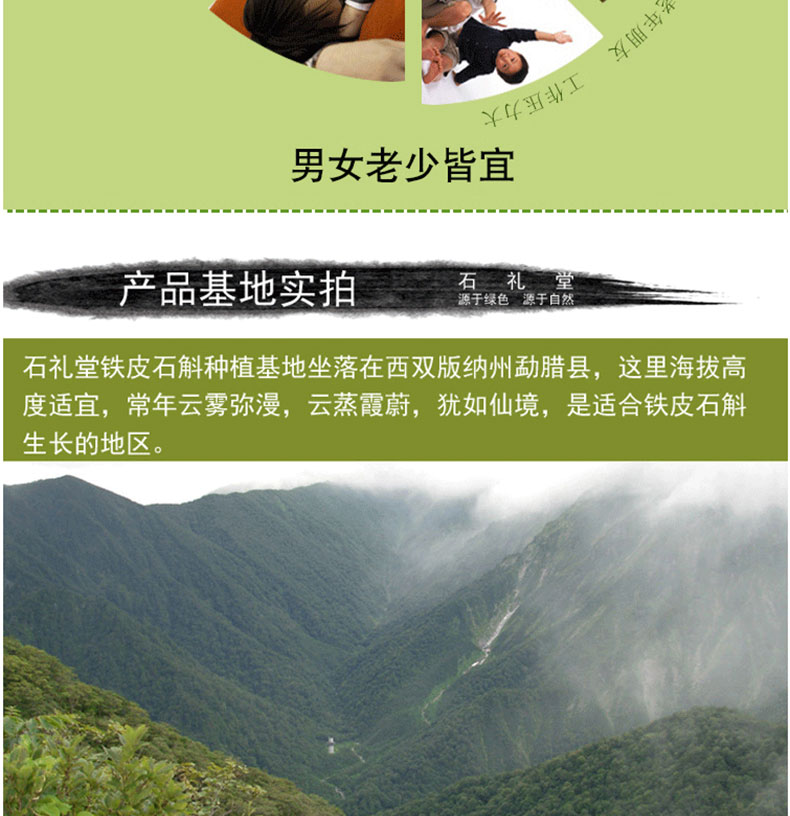 老年朋友
工作压力大
男女老少皆宜
产品基地实拍
石礼堂
源于绿色 源于自然
石礼堂铁皮石斛种植基地坐落在西双版纳州勐腊县，这里海拔高
度适宜，常年云雾弥漫，云蒸霞蔚，犹如仙境，是适合铁皮石斛
生长的地区。